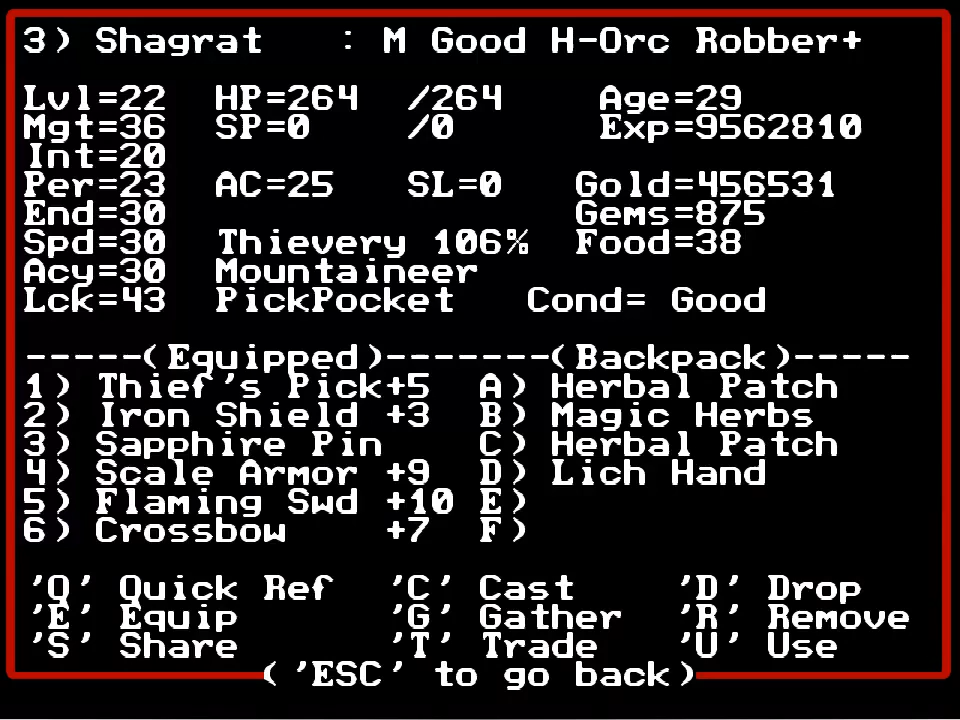 3) Shagrat : M Good H-Orc Robber+
Lvl=22 HP=264 /264 Age=29
Mgt=36 SP=0 /0 Exp=9562810
Int=20
Per=23 AC=25 SL=0 Gold=456531
End=30 Gems=875
Spd=30 Thievery 106% Food=38
Acy=30 Mountaineer
Lck=43 PickPocket Cond= Good
-----(Equipped)-------(Backpack)-----
1) Thief's Pick+5 A) Herbal Patch
2) Iron Shield +3 B) Magic Herbs
3) Sapphire Pin C) Herbal Patch
4) Scale Armor +9 D) Lich Hand
5) Flaming Swd +10 E)
6) Crossbow +7 F)
'Q' Quick Ref 'C' Cast 'D' Drop
'E' Equip 'G' Gather 'R' Remove
'S' Share 'T' Trade 'U' Use
('ESC' to go back)